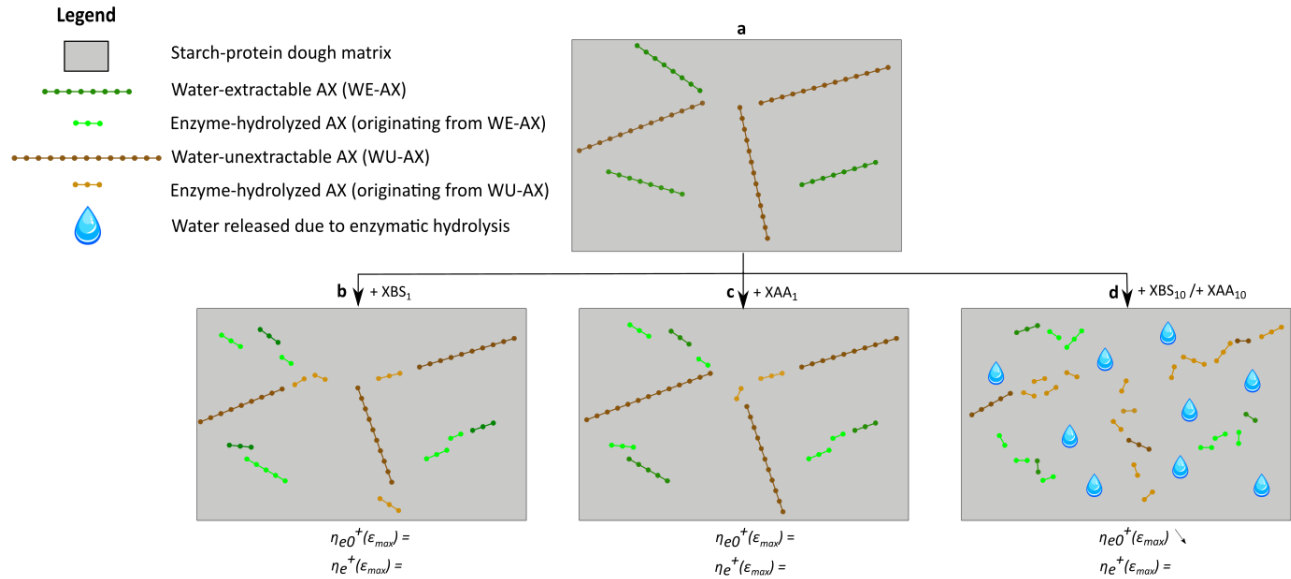 Legend
Starch-protein dough matrix
Water-extractable AX (WE-AX)
Enzyme-hydrolyzed AX (originating from WE-AX)
Water-unextractable AX (WU-AX)
Enzyme-hydrolyzed AX (originating from WU-AX)
Water released due to enzymatic hydrolysis
a
b + XBS₁
c + XAA₁
d + XBS₁₀ /+ XAA₁₀
ηₑ₀⁺(εₘₐₓ) =
ηₑ⁺(εₘₐₓ) =
ηₑ₀⁺(εₘₐₓ) =
ηₑ⁺(εₘₐₓ) =
ηₑ₀⁺(εₘₐₓ) ↘
ηₑ⁺(εₘₐₓ) =